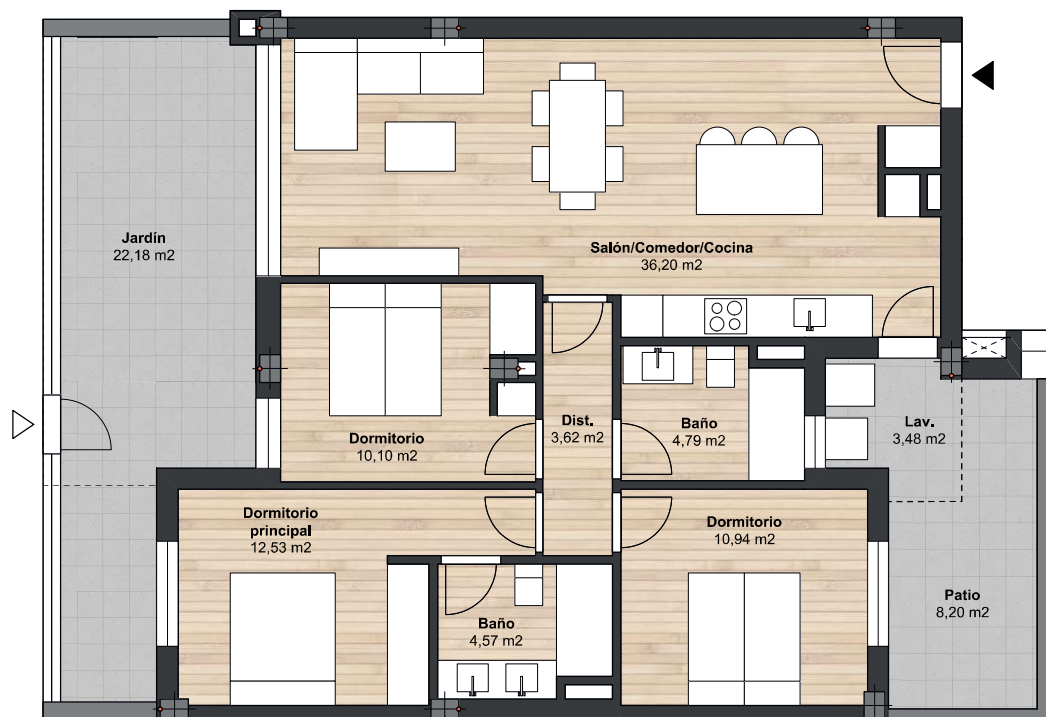 Jardín
22,18 m2
Salón/Comedor/Cocina
36,20 m2
Dormitorio
10,10 m2
Dist.
3,62 m2
Baño
4,79 m2
Lav.
3,48 m2
Dormitorio
principal
12,53 m2
Dormitorio
10,94 m2
Baño
4,57 m2
Patio
8,20 m2